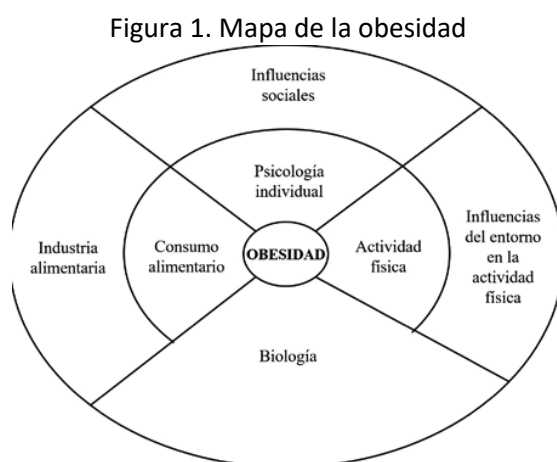 Figura 1. Mapa de la obesidad
Influencias
sociales
Psicología
individual
Industria
alimentaria
Consumo
alimentario
OBESIDAD
Actividad
física
Influencias
del entorno
en la
actividad
física
Biología